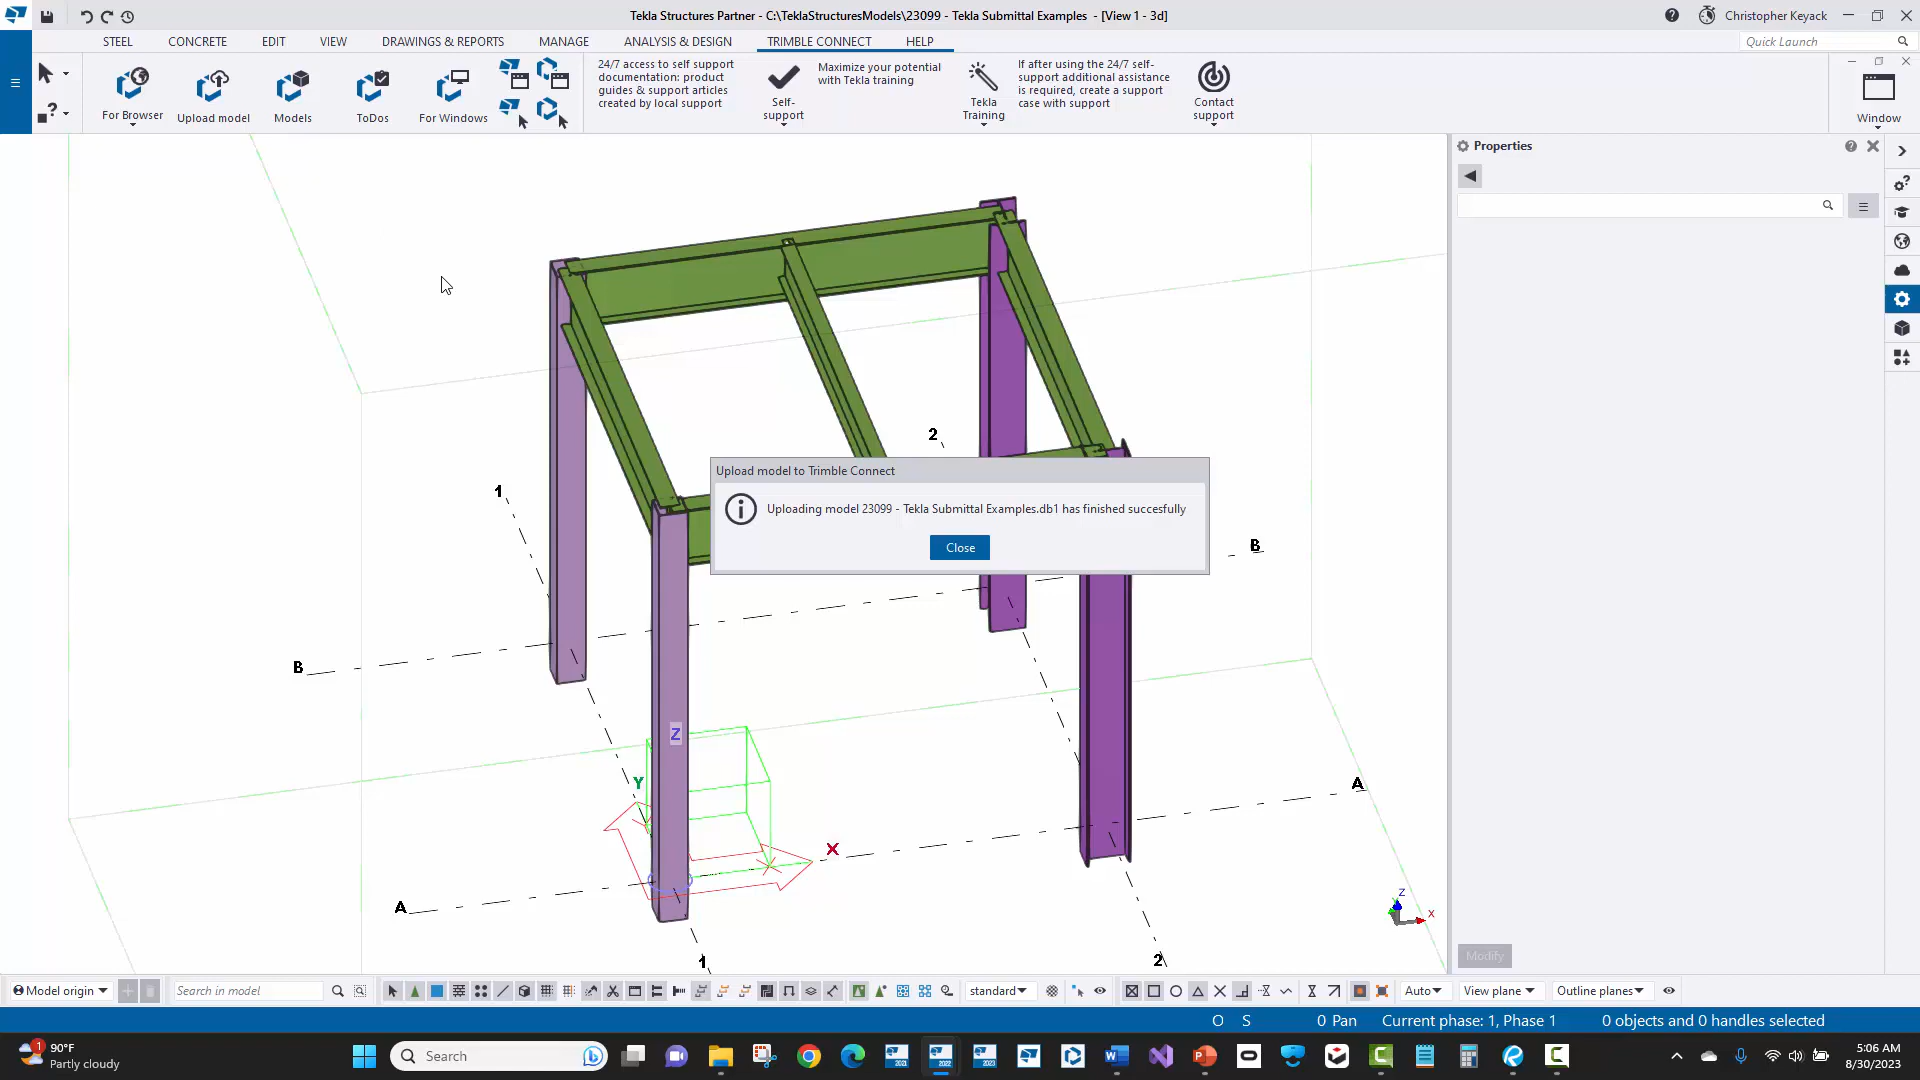 Tekla Structures Partner - C:\TeklaStructuresModels\23099 - Tekla Submittal Examples - [View 1 - 3d]
Christopher Keyack
STEEL
CONCRETE
EDIT
VIEW
DRAWINGS & REPORTS
MANAGE
ANALYSIS & DESIGN
TRIMBLE CONNECT
HELP
Quick Launch
For Browser
Upload model
Models
ToDos
For Windows
24/7 access to self support
documentation: product
guides & support articles
created by local support
Self-
support
Maximize your potential
with Tekla training
Tekla
Training
If after using the 24/7 self-
support additional assistance
is required, create a support
case with support
Contact
support
Window
Properties
2
1
Upload model to Trimble Connect
Uploading model 23099 - Tekla Submittal Examples.db1 has finished succesfully
Close
B
B
Z
Y
X
A
A
1
2
Z
X
Modify
Model origin
Search in model
standard
Auto
View plane
Outline planes
O S
0 Pan
Current phase: 1, Phase 1
0 objects and 0 handles selected
1
90°F
Partly cloudy
Search
2021
2022
2023
5:06 AM
8/30/2023